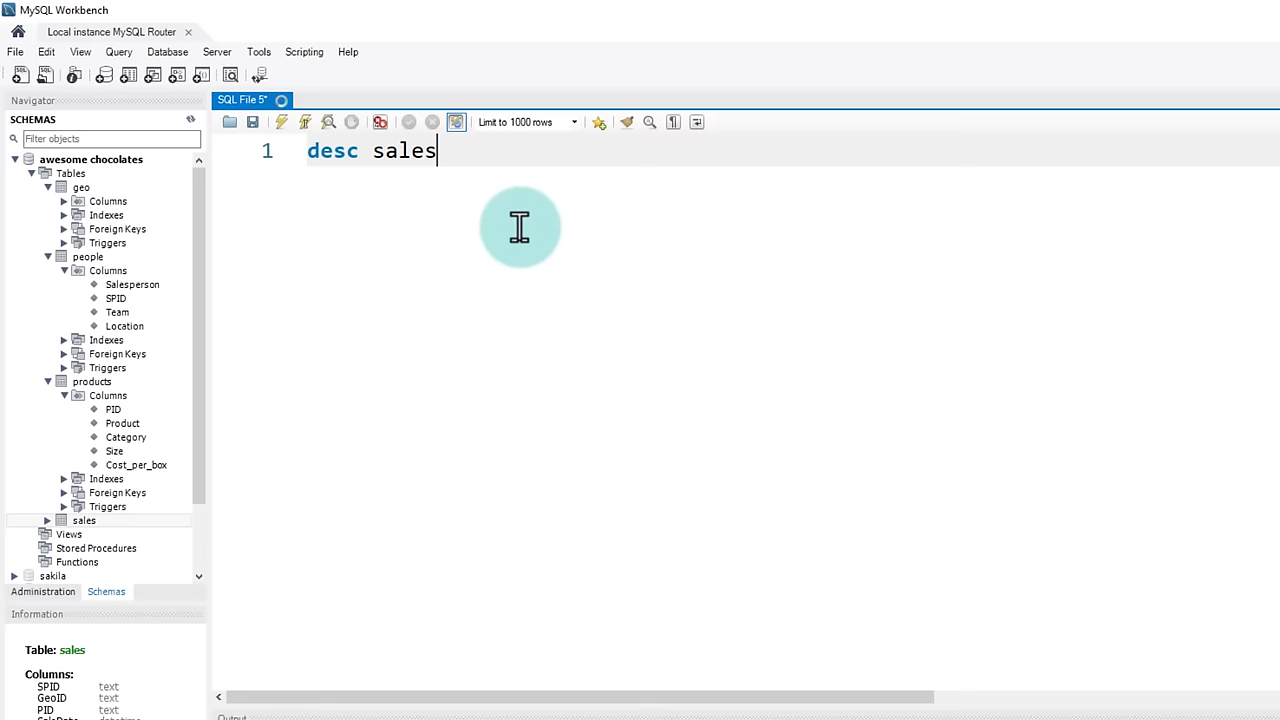 MySQL Workbench
Local instance MySQL Router
File Edit View Query Database Server Tools Scripting Help
Navigator
SCHEMAS
Filter objects
awesome chocolates
Tables
geo
Columns
Indexes
Foreign Keys
Triggers
people
Columns
Salesperson
SPID
Team
Location
Indexes
Foreign Keys
Triggers
products
Columns
PID
Product
Category
Size
Cost_per_box
Indexes
Foreign Keys
Triggers
sales
Views
Stored Procedures
Functions
sakila
Administration Schemas
Information
Table: sales
Columns:
SPID text
GeoID text
PID text
SaleDate datetime
SQL File 5*
Limit to 1000 rows
1 desc sales
Output